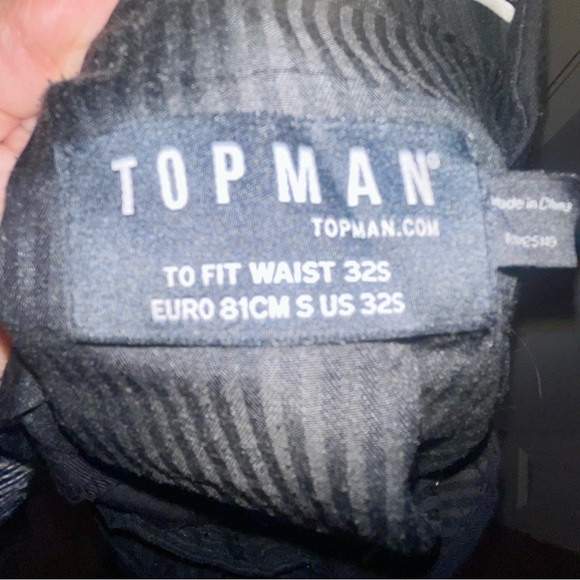 TOPMAN®
TOPMAN.COM
TO FIT WAIST 32S
EURO 81CM S US 32S
Made in China